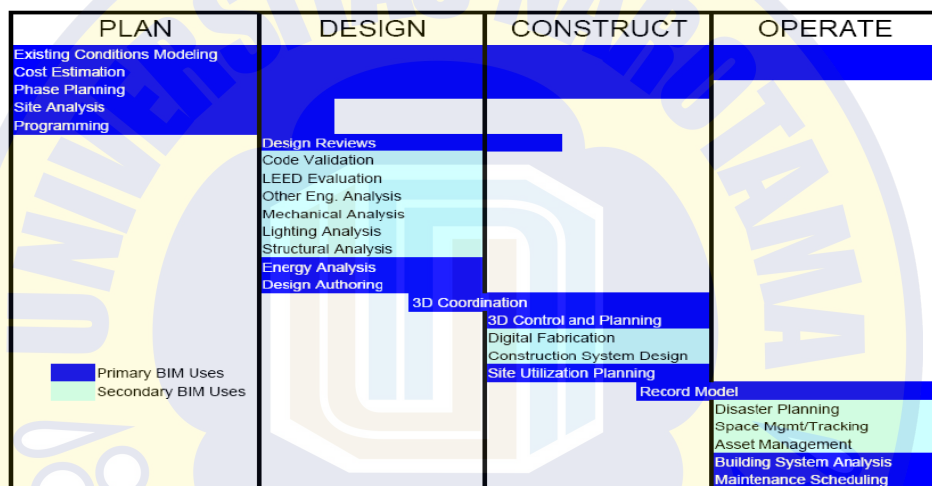 PLAN DESIGN CONSTRUCT OPERATE
Existing Conditions Modeling
Cost Estimation
Phase Planning
Site Analysis
Programming
Design Reviews
Code Validation
LEED Evaluation
Other Eng. Analysis
Mechanical Analysis
Lighting Analysis
Structural Analysis
Energy Analysis
Design Authoring
3D Coordination
3D Control and Planning
Digital Fabrication
Construction System Design
Site Utilization Planning
Primary BIM Uses
Secondary BIM Uses
Record Model
Disaster Planning
Space Mgmt/Tracking
Asset Management
Building System Analysis
Maintenance Scheduling
UNIVERSITAS NAROTAMA